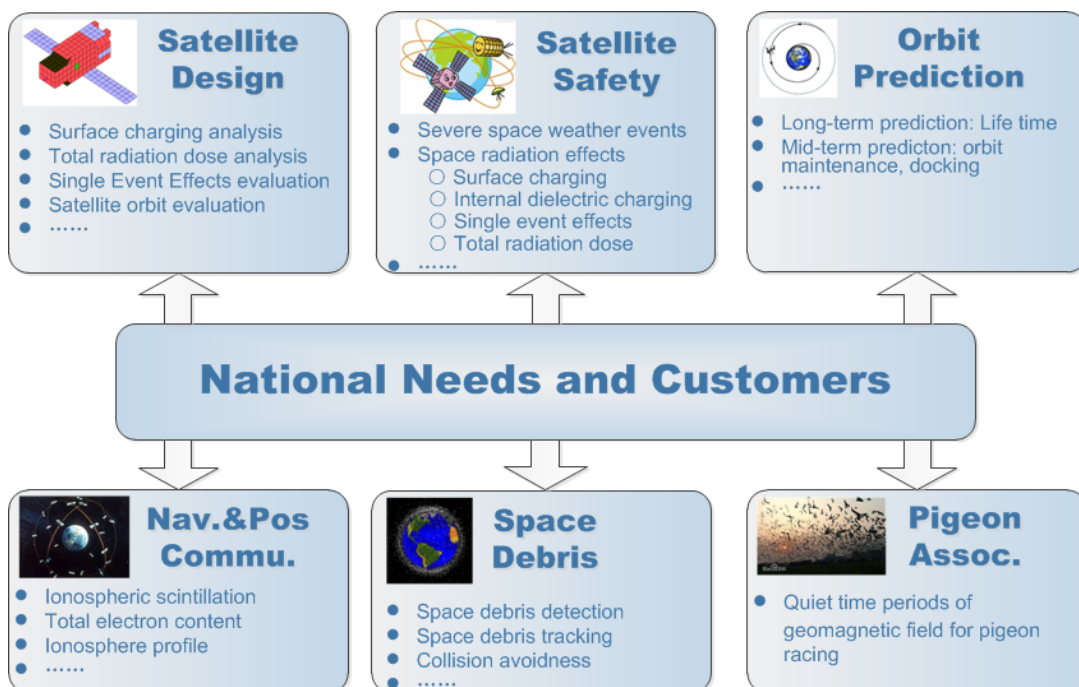 Satellite
Design
● Surface charging analysis
● Total radiation dose analysis
● Single Event Effects evaluation
● Satellite orbit evaluation
● ……
Satellite
Safety
● Severe space weather events
● Space radiation effects
○ Surface charging
○ Internal dielectric charging
○ Single event effects
○ Total radiation dose
● ……
Orbit
Prediction
● Long-term prediction: Life time
● Mid-term predicton: orbit
maintenance, docking
● ……
National Needs and Customers
Nav.&Pos
Commu.
● Ionospheric scintillation
● Total electron content
● Ionosphere profile
● ……
Space
Debris
● Space debris detection
● Space debris tracking
● Collision avoidness
● ……
Pigeon
Assoc.
● Quiet time periods of
geomagnetic field for pigeon
racing